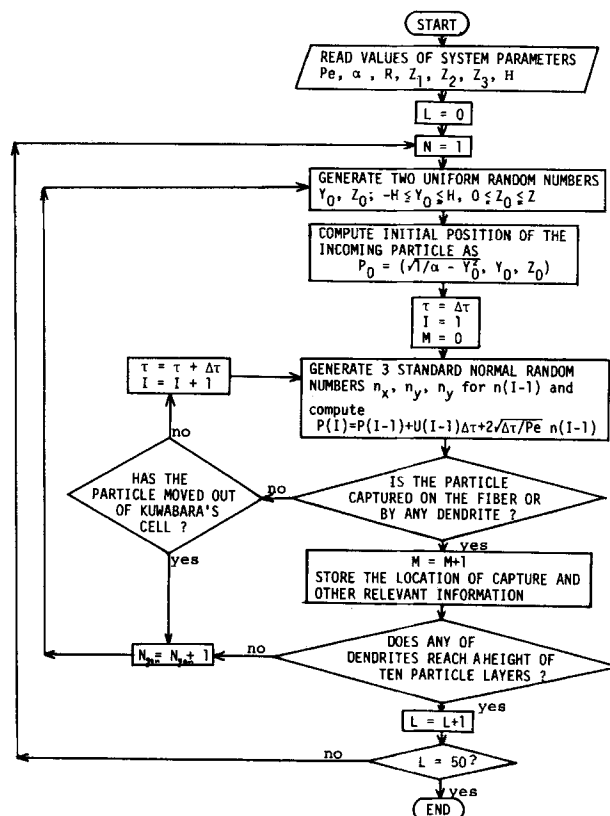 START
READ VALUES OF SYSTEM PARAMETERS
Pe, α , R, Z₁, Z₂, Z₃, H
L = 0
N = 1
GENERATE TWO UNIFORM RANDOM NUMBERS
Y₀, Z₀; -H ≤ Y₀ ≤ H, 0 ≤ Z₀ ≤ Z
COMPUTE INITIAL POSITION OF THE
INCOMING PARTICLE AS
P₀ = (√1/α - Y₀², Y₀, Z₀)
τ = Δτ
I = 1
M = 0
τ = τ + Δτ
I = I + 1
GENERATE 3 STANDARD NORMAL RANDOM
NUMBERS nₓ, n_y, n_y for n(I-1) and
compute
P(I)=P(I-1)+U(I-1)Δτ+2√Δτ/Pe n(I-1)
no
HAS THE
PARTICLE MOVED OUT
OF KUWABARA'S
CELL ?
no
IS THE PARTICLE
CAPTURED ON THE FIBER OR
BY ANY DENDRITE ?
yes
yes
M = M+1
STORE THE LOCATION OF CAPTURE AND
OTHER RELEVANT INFORMATION
DOES ANY OF
DENDRITES REACH A HEIGHT OF
TEN PARTICLE LAYERS ?
no
N = N + 1
yes
L = L+1
no
L = 50?
yes
END